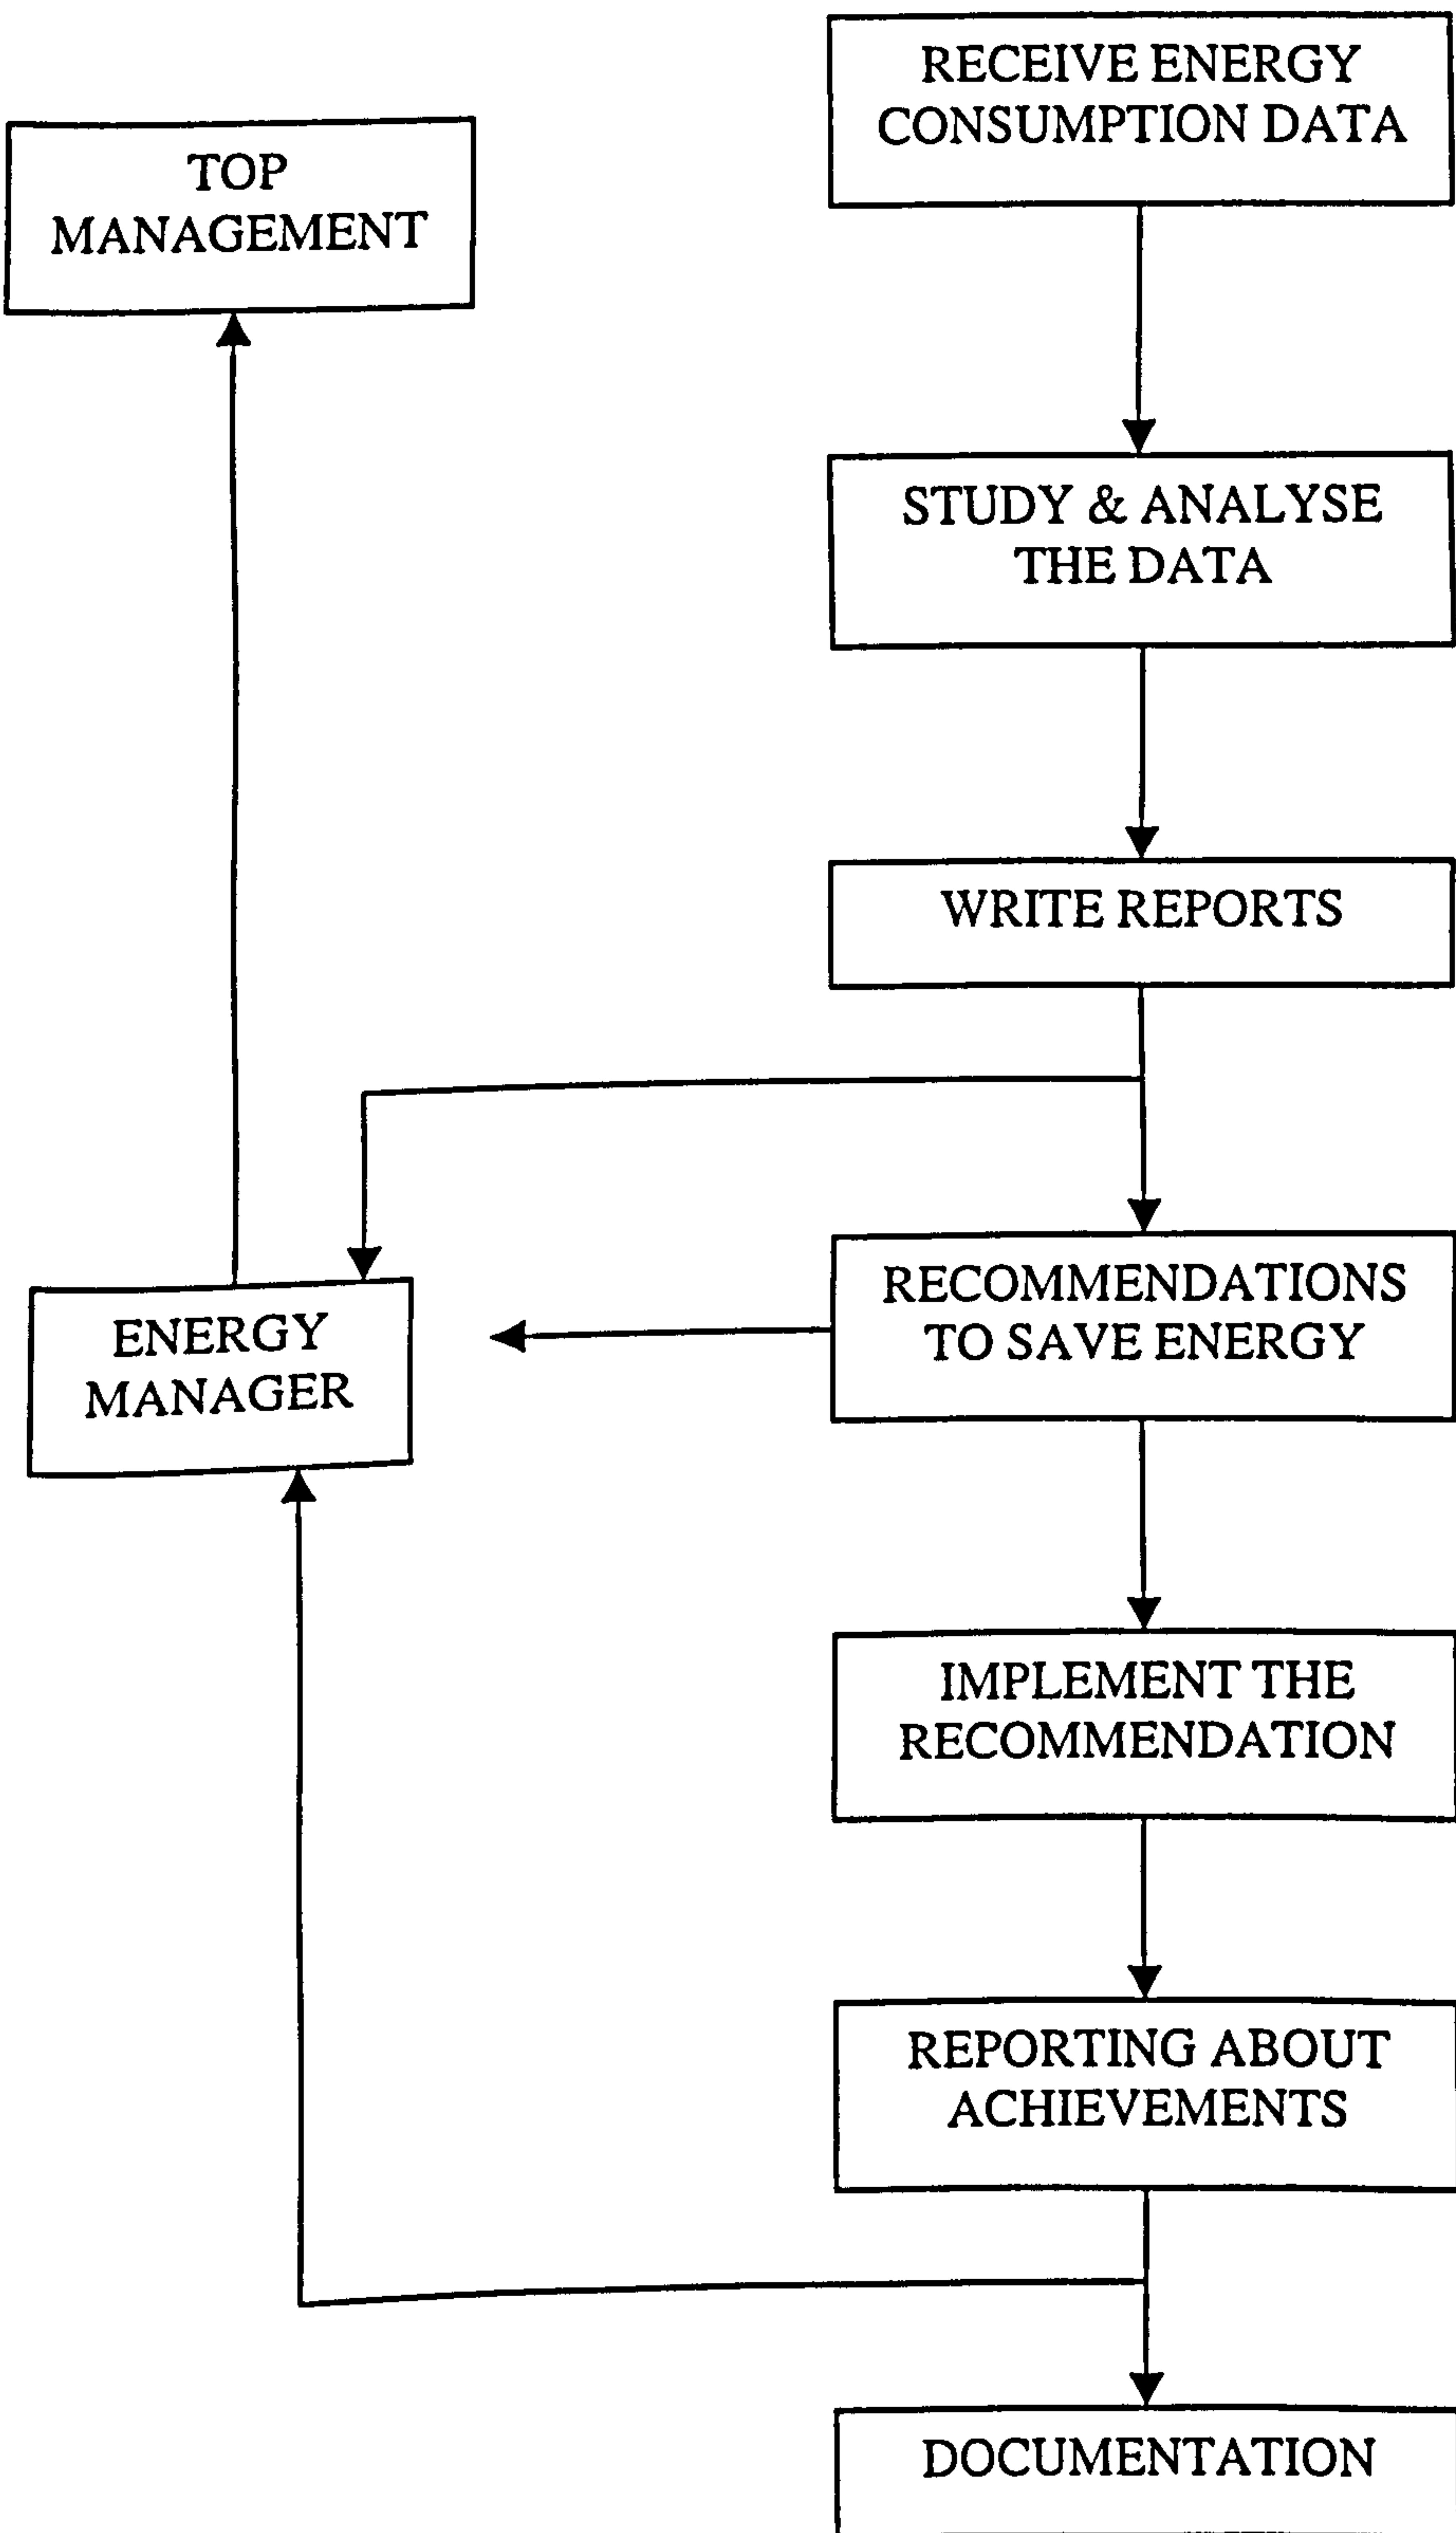 RECEIVE ENERGY
CONSUMPTION DATA
TOP
MANAGEMENT
STUDY & ANALYSE
THE DATA
WRITE REPORTS
RECOMMENDATIONS
TO SAVE ENERGY
ENERGY
MANAGER
IMPLEMENT THE
RECOMMENDATION
REPORTING ABOUT
ACHIEVEMENTS
DOCUMENTATION